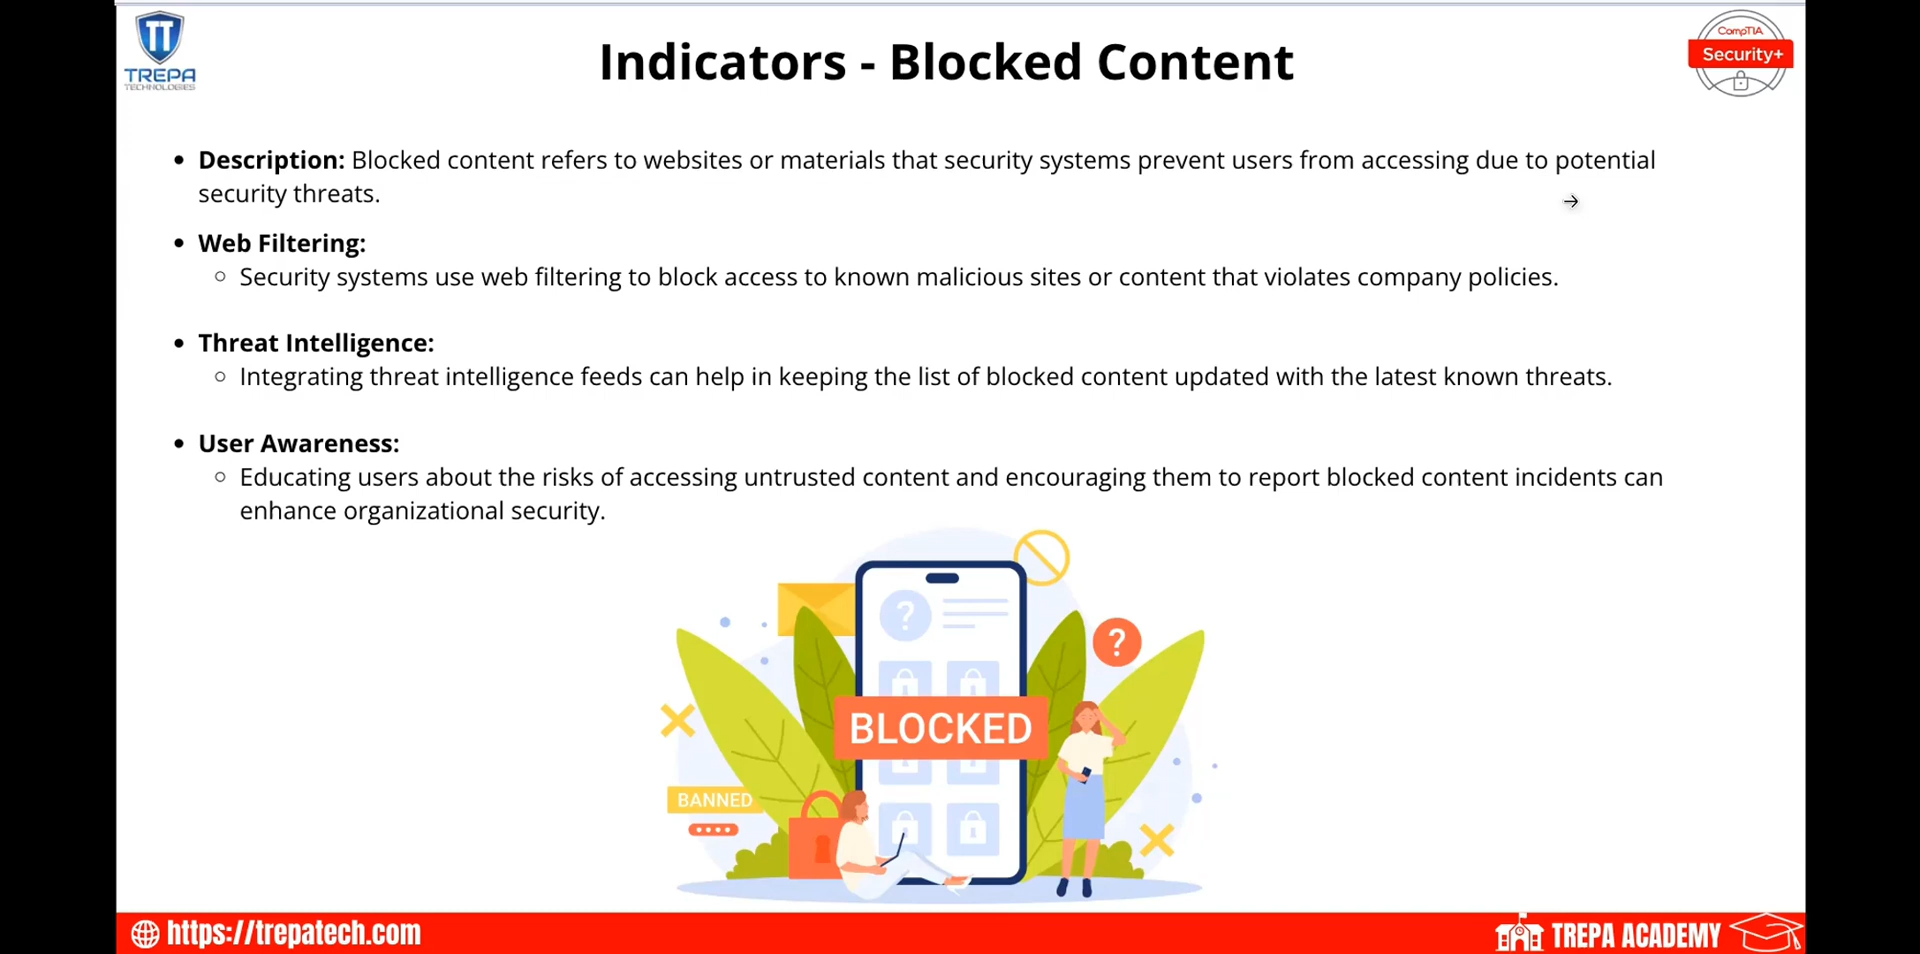 TREPA
TECHNOLOGIES
Indicators - Blocked Content
CompTIA
Security+
• Description: Blocked content refers to websites or materials that security systems prevent users from accessing due to potential
security threats.
• Web Filtering:
○ Security systems use web filtering to block access to known malicious sites or content that violates company policies.
• Threat Intelligence:
○ Integrating threat intelligence feeds can help in keeping the list of blocked content updated with the latest known threats.
• User Awareness:
○ Educating users about the risks of accessing untrusted content and encouraging them to report blocked content incidents can
enhance organizational security.
?
?
BLOCKED
BANNED
https://trepatech.com
TREPA ACADEMY